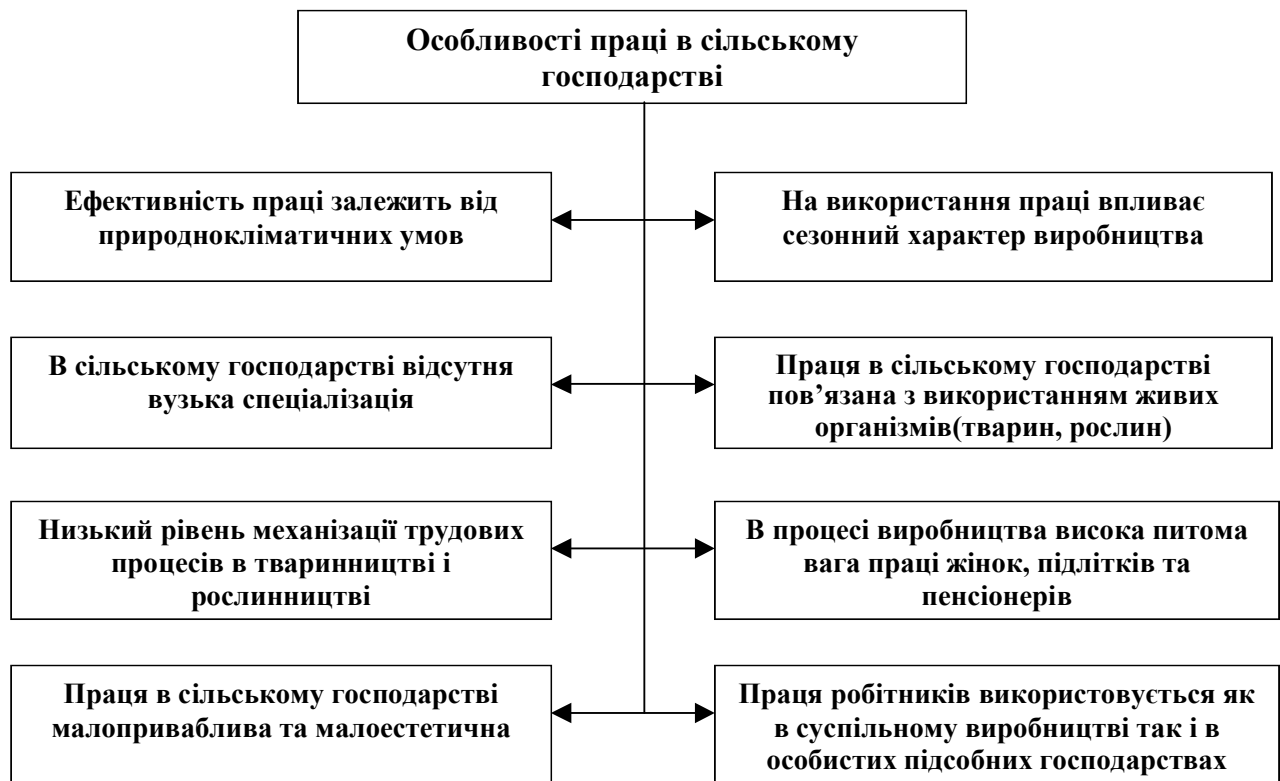 Особливості праці в сільському
господарстві
Ефективність праці залежить від
природнокліматичних умов
На використання праці впливає
сезонний характер виробництва
В сільському господарстві відсутня
вузька спеціалізація
Праця в сільському господарстві
пов’язана з використанням живих
організмів(тварин, рослин)
Низький рівень механізації трудових
процесів в тваринництві і
рослинництві
В процесі виробництва висока питома
вага праці жінок, підлітків та
пенсіонерів
Праця в сільському господарстві
малоприваблива та малоестетична
Праця робітників використовується як
в суспільному виробництві так і в
особистих підсобних господарствах